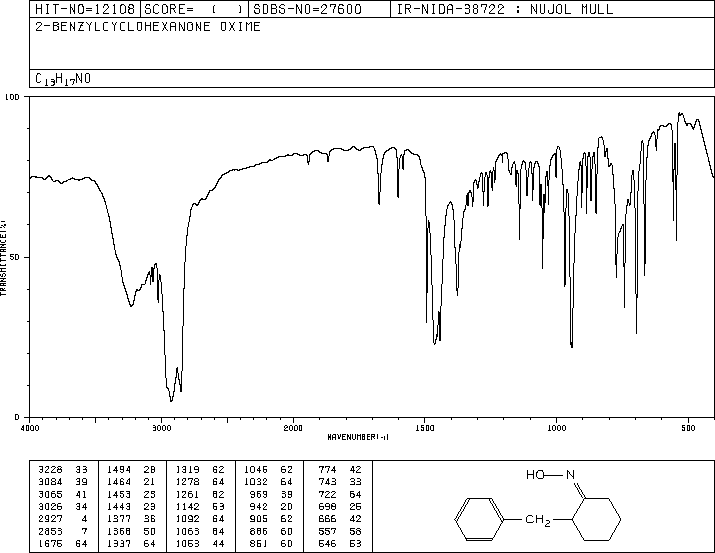 HIT-NO=12108 SCORE= ( ) SDBS-NO=27600 IR-NIDA-38722 : NUJOL MULL
2-BENZYLCYCLOHEXANONE OXIME
C13H17NO
100
50
0
TRANSMITTANCE(%)
4000 3000 2000 1500 1000 500
WAVENUMBER(-1)
3228 33 1494 28 1319 62 1046 62 774 42
3084 39 1464 21 1278 64 1032 64 743 33
3065 41 1453 25 1261 62 969 39 722 64
3026 34 1443 29 1142 53 942 20 698 25
2927 4 1377 36 1092 64 905 62 666 42
2853 7 1368 50 1063 64 886 60 557 58
1675 64 1337 64 1053 44 851 60 546 53
HO N
CH2